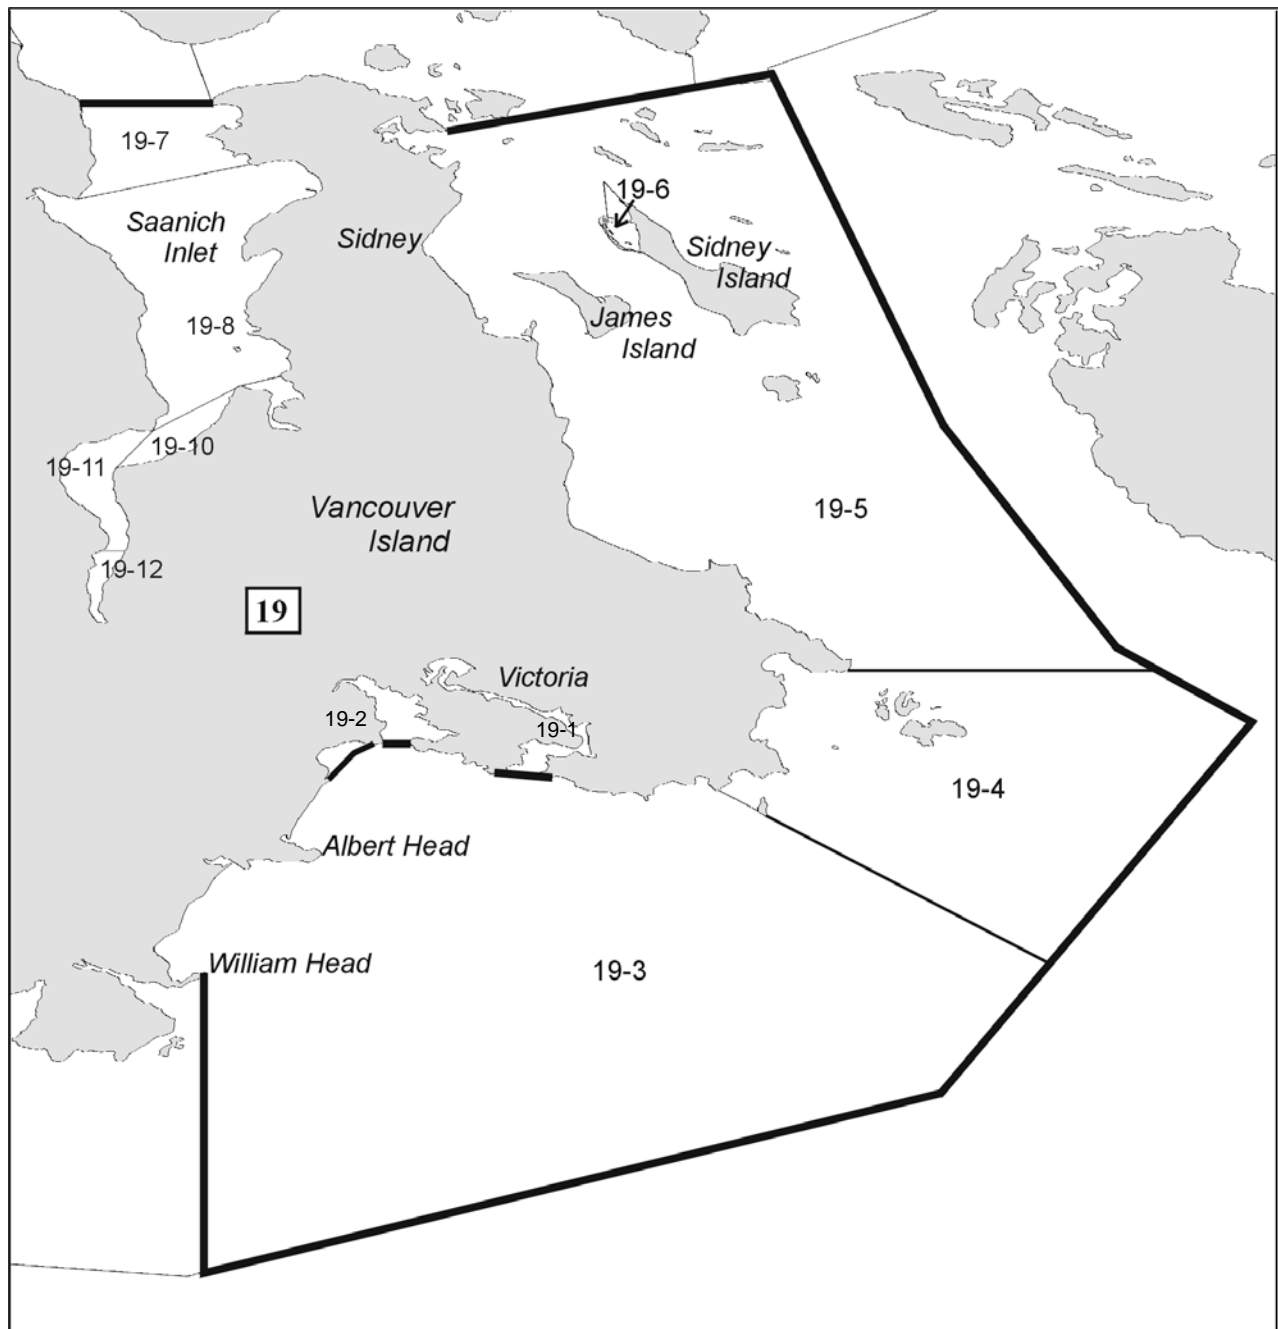 19-7
19-6
Saanich
Inlet
Sidney
Sidney
Island
James
Island
19-8
19-10
19-11
Vancouver
Island
19-5
19-12
19
Victoria
19-2
19-1
19-4
Albert Head
William Head
19-3